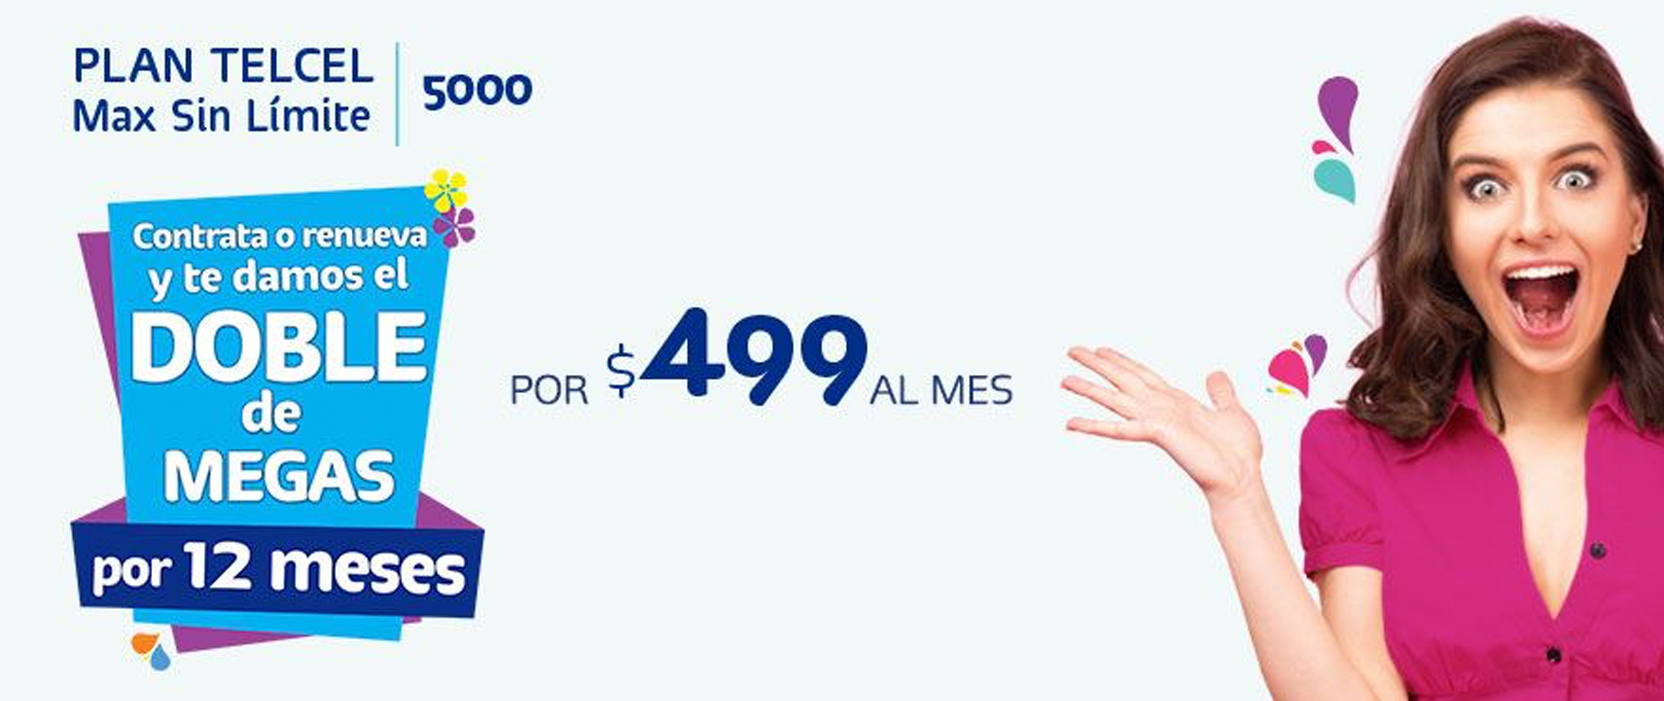 PLAN TELCEL
Max Sin Límite
5000
Contrata o renueva
y te damos el
DOBLE
de
MEGAS
por 12 meses
POR $499 AL MES